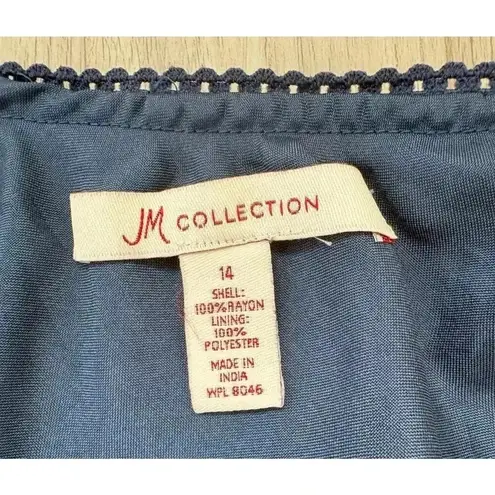 JM COLLECTION
14
SHELL:
100% RAYON
LINING:
100%
POLYESTER
MADE IN
INDIA
WPL 8046